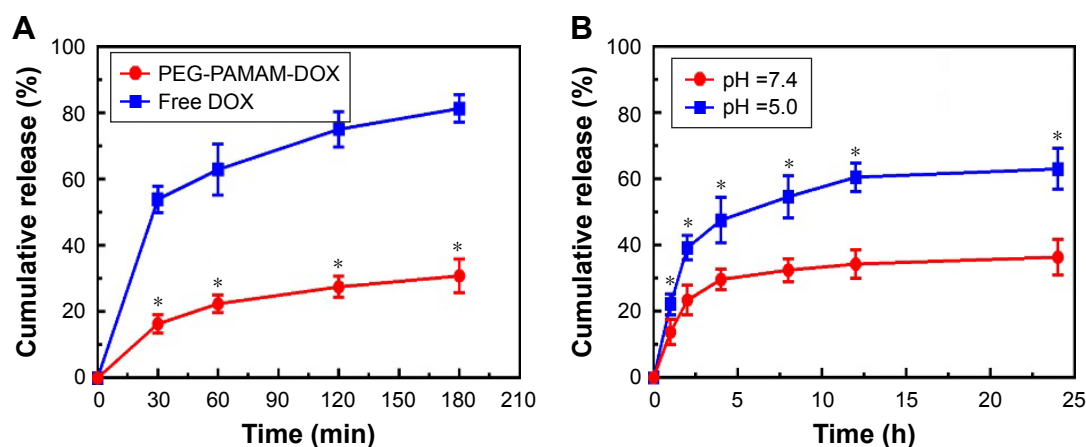 A
100
80
60
40
20
0
Cumulative release (%)
PEG-PAMAM-DOX
Free DOX
*
*
*
*
0 30 60 90 120 150 180 210
Time (min)
B
100
80
60
40
20
0
Cumulative release (%)
pH =7.4
pH =5.0
*
*
*
*
*
*
0 5 10 15 20 25
Time (h)